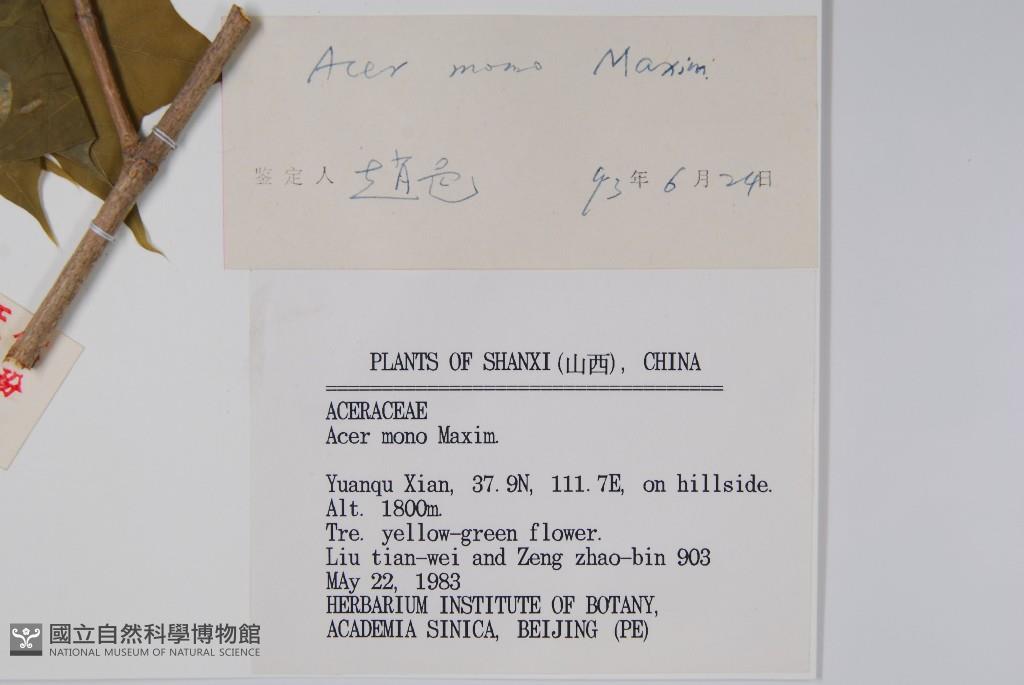 Acer mono Maxim.
鉴定人 93年6月24日
PLANTS OF SHANXI(山西), CHINA
ACERACEAE
Acer mono Maxim.
Yuanqu Xian, 37.9N, 111.7E, on hillside.
Alt. 1800m.
Tre. yellow-green flower.
Liu tian-wei and Zeng zhao-bin 903
MAy 22, 1983
HERBARIUM INSTITUTE OF BOTANY,
ACADEMIA SINICA, BEIJING (PE)
國立自然科學博物館
NATIONAL MUSEUM OF NATURAL SCIENCE